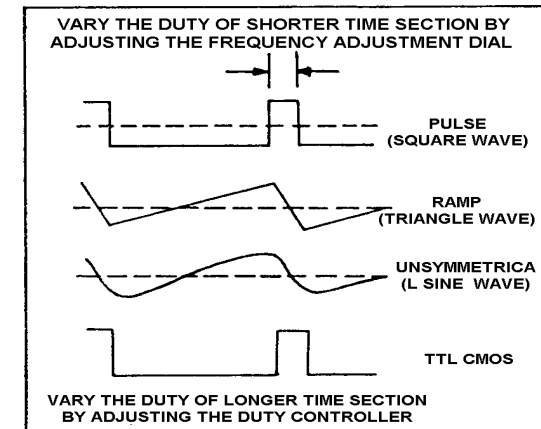 VARY THE DUTY OF SHORTER TIME SECTION BY
ADJUSTING THE FREQUENCY ADJUSTMENT DIAL
PULSE
(SQUARE WAVE)
RAMP
(TRIANGLE WAVE)
UNSYMMETRICA
(L SINE WAVE)
TTL CMOS
VARY THE DUTY OF LONGER TIME SECTION
BY ADJUSTING THE DUTY CONTROLLER